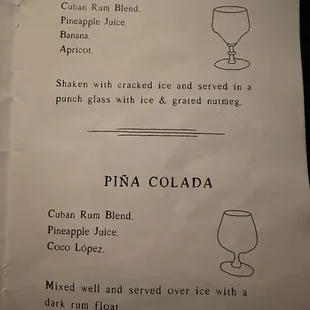 Cuban Rum Blend.
Pineapple Juice.
Banana.
Apricot.
Shaken with cracked ice and served in a
punch glass with ice & grated nutmeg.
PIÑA COLADA
Cuban Rum Blend.
Pineapple Juice.
Coco López.
Mixed well and served over ice with a
dark rum float